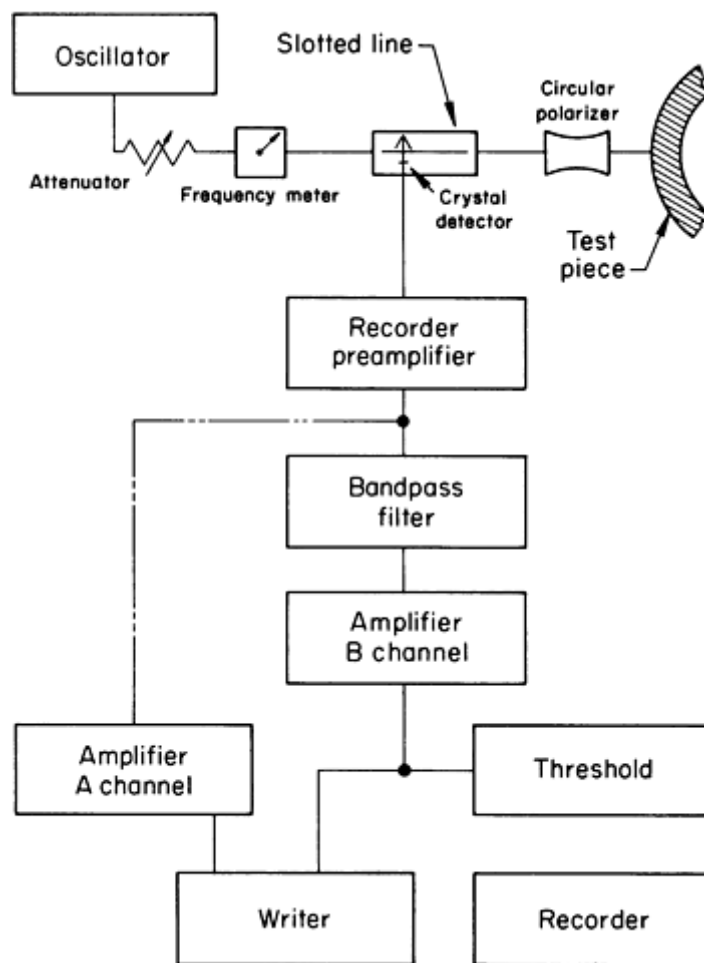 Oscillator
Slotted line
Circular
polarizer
Attenuator
Frequency meter
Crystal
detector
Test
piece
Recorder
preamplifier
Bandpass
filter
Amplifier
B channel
Amplifier
A channel
Threshold
Writer
Recorder